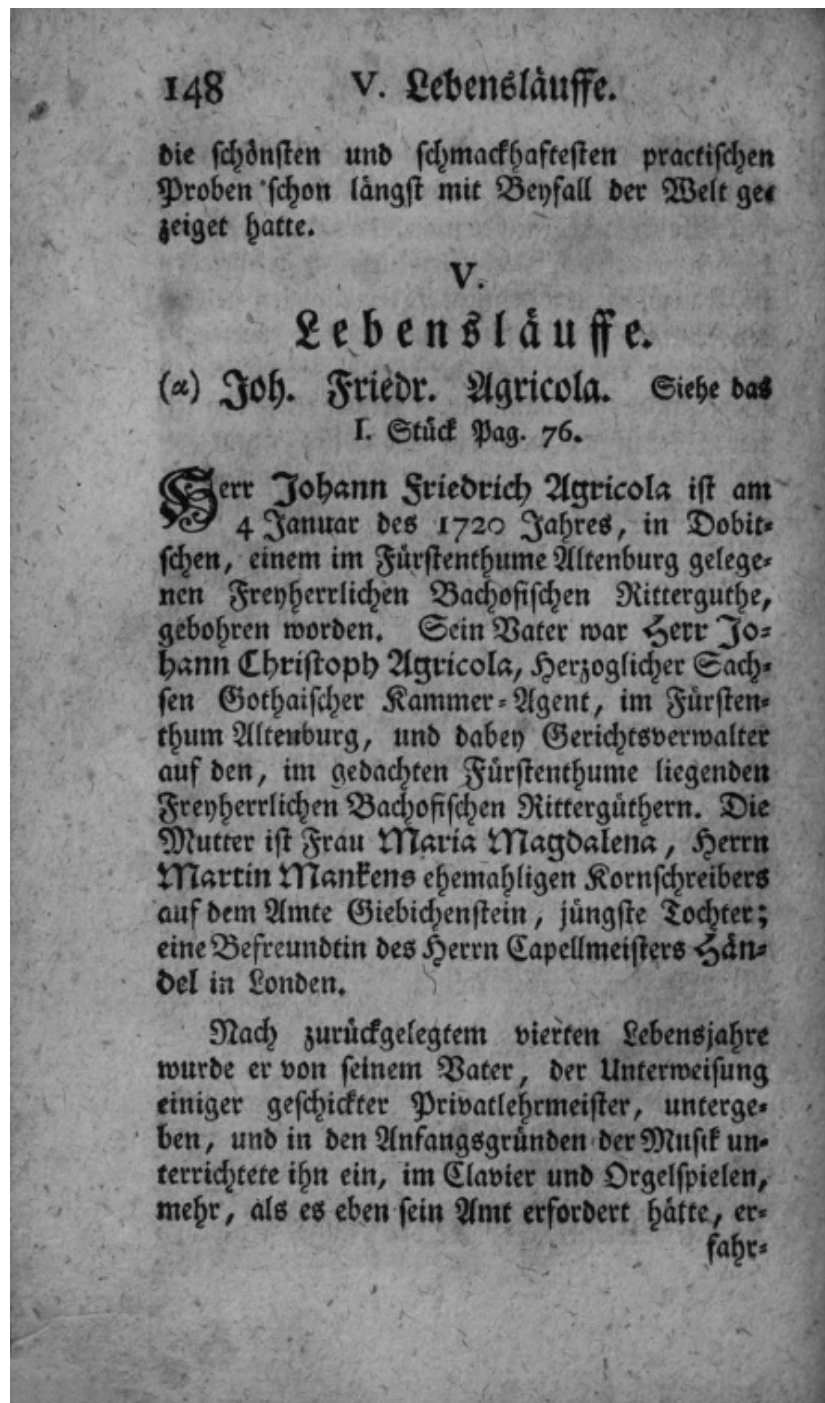 148 V. Lebensläuffe.
die schönsten und schmackhaftesten practischen
Proben schon längst mit Beyfall der Welt ge-
zeiget hatte.
V.
Lebensläuffe.
(α) Joh. Friedr. Agricola. Siehe das
I. Stück Pag. 76.
Herr Johann Friedrich Agricola ist am
4 Januar des 1720 Jahres, in Dobit-
schen, einem im Fürstenthume Altenburg gelege-
nen Freyherrlichen Bachofischen Ritterguthe,
gebohren worden. Sein Vater war Herr Jo-
hann Christoph Agricola, Herzoglicher Sach-
sen Gothaischer Kammer-Agent, im Fürsten-
thum Altenburg, und dabey Gerichtsverwalter
auf den, im gedachten Fürstenthume liegenden
Freyherrlichen Bachofischen Rittergüthern. Die
Mutter ist Frau Maria Magdalena, Herrn
Martin Mankens ehemahligen Kornschreibers
auf dem Amte Giebichenstein, jüngste Tochter;
eine Befreundtin des Herrn Capellmeisters Hän-
del in Londen.
Nach zurückgelegtem vierten Lebensjahre
wurde er von seinem Vater, der Unterweisung
einiger geschickter Privatlehrmeister, unterge-
ben, und in den Anfangsgründen der Musik un-
terrichtete ihn ein, im Clavier und Orgelspielen,
mehr, als es eben sein Amt erfordert hätte, er-
fahr-